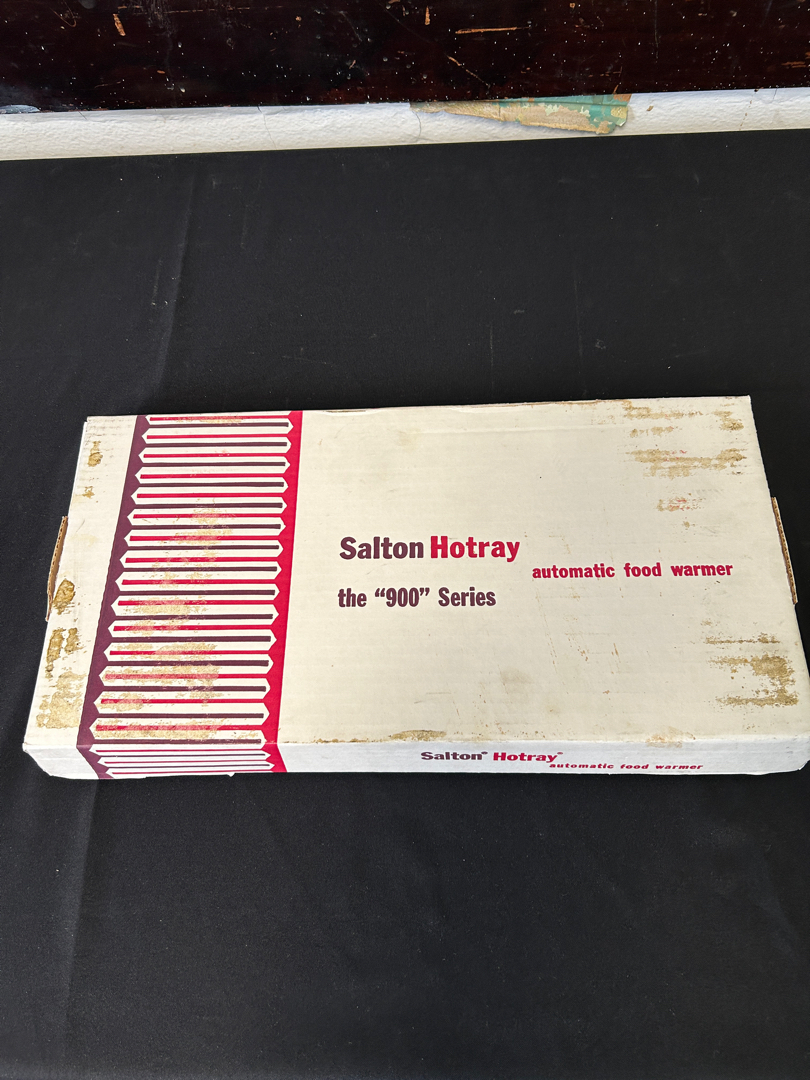 Salton Hotray
automatic food warmer
the “900” Series
Salton® Hotray®
automatic food warmer